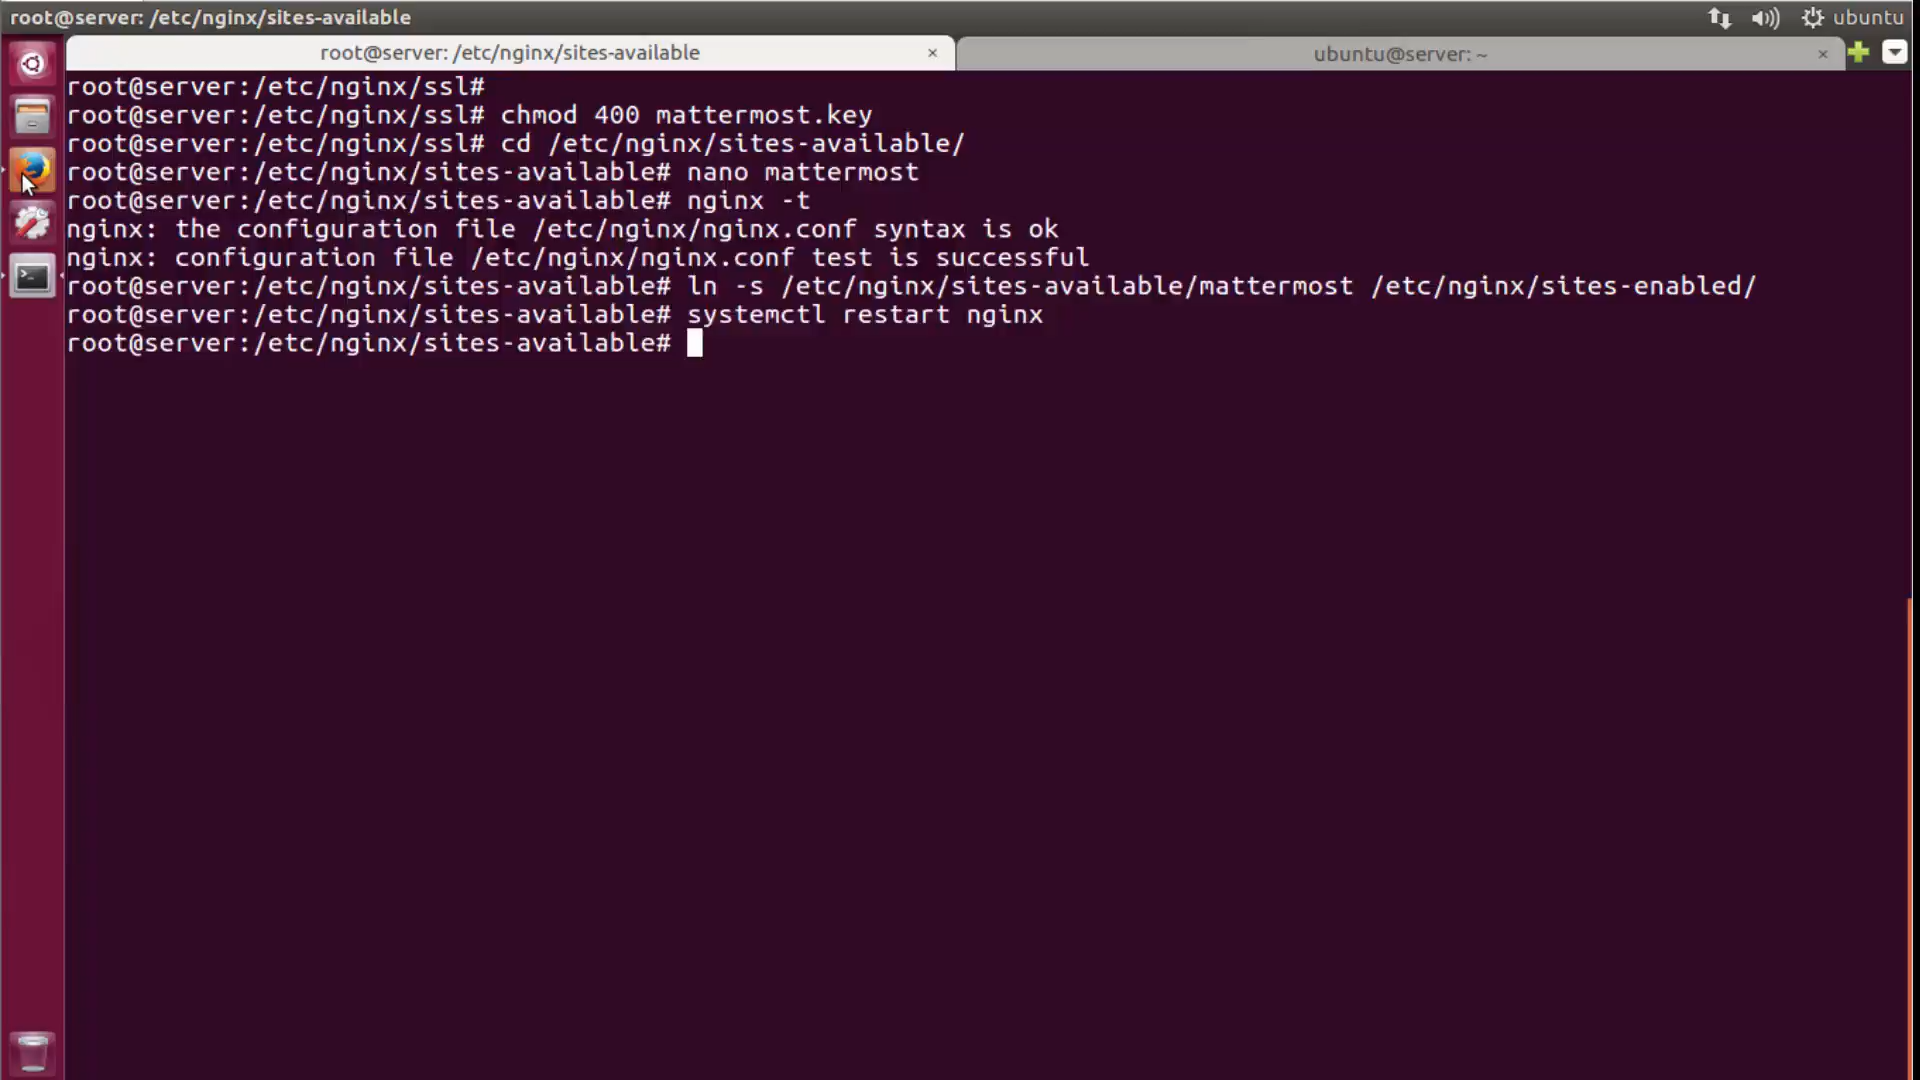 root@server: /etc/nginx/sites-available
ubuntu
root@server: /etc/nginx/sites-available ×
ubuntu@server: ~ ×
root@server:/etc/nginx/ssl#
root@server:/etc/nginx/ssl# chmod 400 mattermost.key
root@server:/etc/nginx/ssl# cd /etc/nginx/sites-available/
root@server:/etc/nginx/sites-available# nano mattermost
root@server:/etc/nginx/sites-available# nginx -t
nginx: the configuration file /etc/nginx/nginx.conf syntax is ok
nginx: configuration file /etc/nginx/nginx.conf test is successful
root@server:/etc/nginx/sites-available# ln -s /etc/nginx/sites-available/mattermost /etc/nginx/sites-enabled/
root@server:/etc/nginx/sites-available# systemctl restart nginx
root@server:/etc/nginx/sites-available#